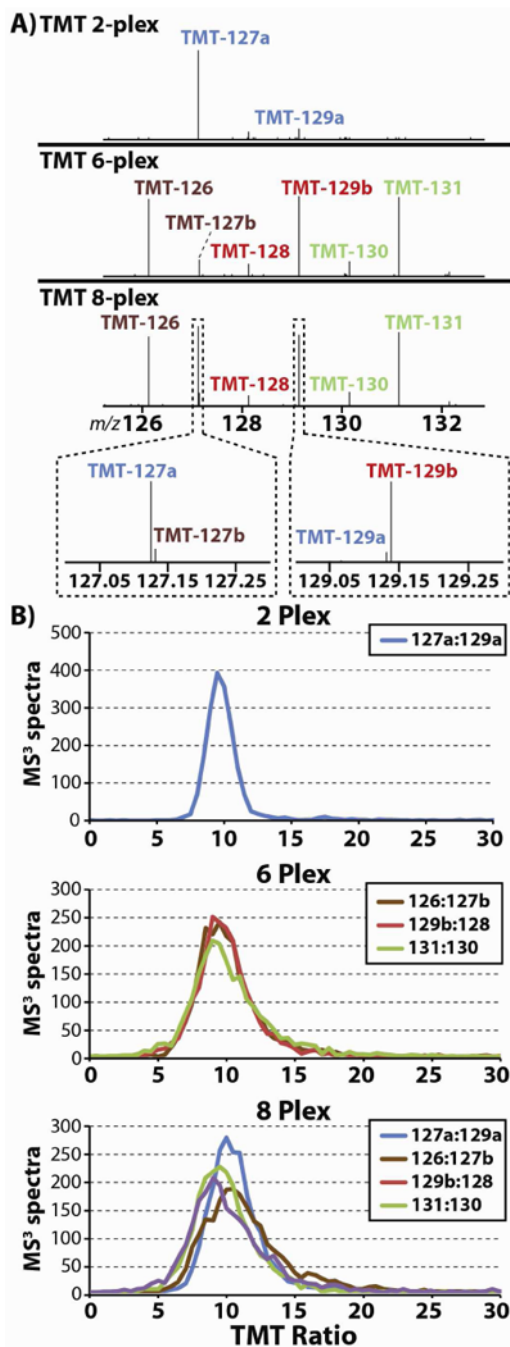 A) TMT 2-plex
TMT-127a
TMT-129a
TMT 6-plex
TMT-126
TMT-129b
TMT-131
TMT-127b
TMT-128
TMT-130
TMT 8-plex
TMT-126
TMT-131
TMT-128
TMT-130
m/z 126 128 130 132
TMT-127a
TMT-129b
TMT-127b
TMT-129a
127.05 127.15 127.25
129.05 129.15 129.25
B) 2 Plex
500
127a:129a
400
300
200
100
0
MS³ spectra
0 5 10 15 20 25 30
6 Plex
300
126:127b
250
129b:128
200
131:130
150
100
50
0
MS³ spectra
0 5 10 15 20 25 30
8 Plex
300
127a:129a
250
126:127b
200
129b:128
150
131:130
100
50
0
MS³ spectra
0 5 10 15 20 25 30
TMT Ratio